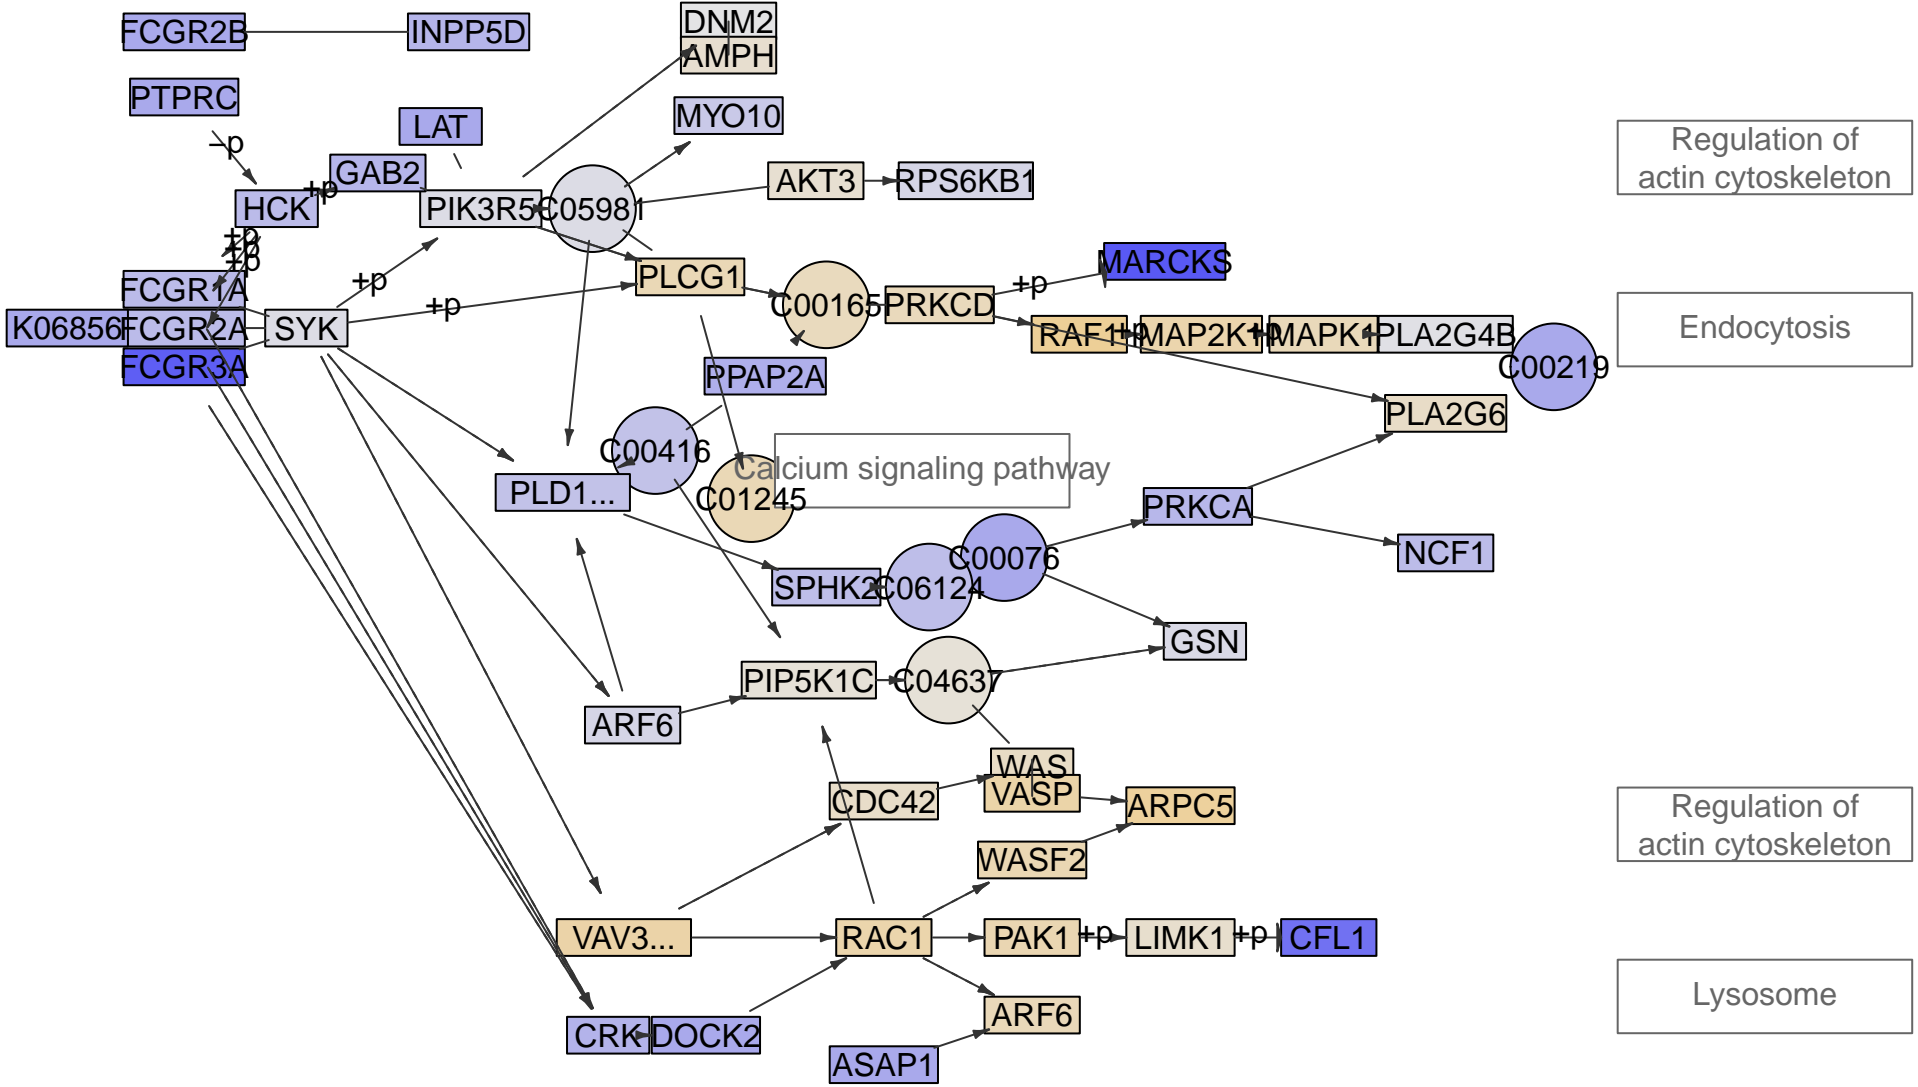 DNM2
FCGR2B
INPP5D
AMPH
PTPRC
MYO10
LAT
–p
Regulation of
actin cytoskeleton
GAB2
+p
AKT3
RPS6KB1
HCK
PIK3R5
C05981
+p
+p
+p
MARCKS
PLCG1
+p
+p
+p
FCGR1A
C00165
PRKCD
K06856
FCGR2A
SYK
RAF1
+p
MAP2K1
+p
MAPK1
PLA2G4B
Endocytosis
FCGR3A
PPAP2A
C00219
PLA2G6
C00416
Calcium signaling pathway
PLD1...
C01245
PRKCA
NCF1
C00076
SPHK2
C06124
GSN
PIP5K1C
C04637
ARF6
WAS
VASP
CDC42
ARPC5
Regulation of
actin cytoskeleton
WASF2
VAV3...
RAC1
PAK1
+p
LIMK1
+p
CFL1
Lysosome
ARF6
CRK
DOCK2
ASAP1